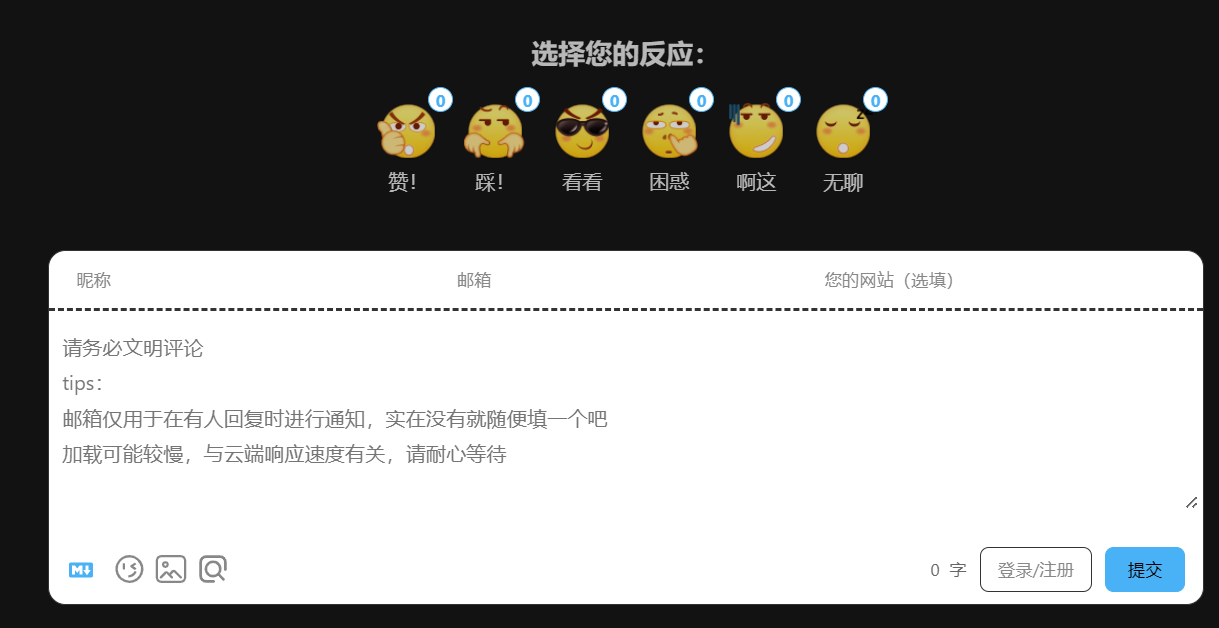 选择您的反应：
0 0 0 0 0 0
赞！ 踩！ 看看 困惑 啊这 无聊
昵称 邮箱 您的网站（选填）
请务必文明评论
tips：
邮箱仅用于在有人回复时进行通知，实在没有就随便填一个吧
加载可能较慢，与云端响应速度有关，请耐心等待
M 0 字 登录/注册 提交